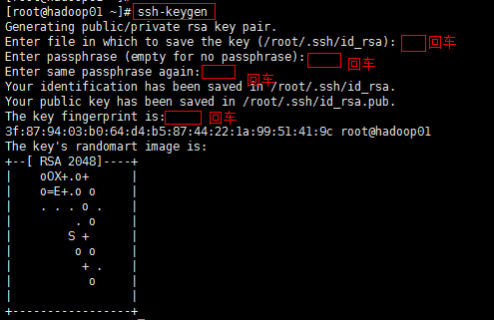 [root@hadoop01 ~]# ssh-keygen
Generating public/private rsa key pair.
Enter file in which to save the key (/root/.ssh/id_rsa): 回车
Enter passphrase (empty for no passphrase): 回车
Enter same passphrase again: 回车
Your identification has been saved in /root/.ssh/id_rsa.
Your public key has been saved in /root/.ssh/id_rsa.pub.
The key fingerprint is: 回车
3f:87:94:03:b0:64:d4:b5:87:44:22:1a:99:51:41:9c root@hadoop01
The key's randomart image is:
+--[ RSA 2048]----+
|    oOX+.o+      |
|    o=E+.o o     |
|    . . . o .    |
|         . o     |
|        S +      |
|         o o     |
|          + .    |
|           o     |
|                 |
+-----------------+